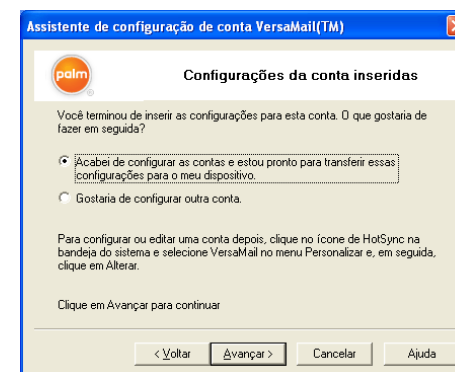 Assistente de configuração de conta VersaMail(TM)
palm
Configurações da conta inseridas
Você terminou de inserir as configurações para esta conta. O que gostaria de
fazer em seguida?
Acabei de configurar as contas e estou pronto para transferir essas
configurações para o meu dispositivo.
Gostaria de configurar outra conta.
Para configurar ou editar uma conta depois, clique no ícone de HotSync na
bandeja do sistema e selecione VersaMail no menu Personalizar e, em seguida,
clique em Alterar.
Clique em Avançar para continuar
< Voltar Avançar > Cancelar Ajuda